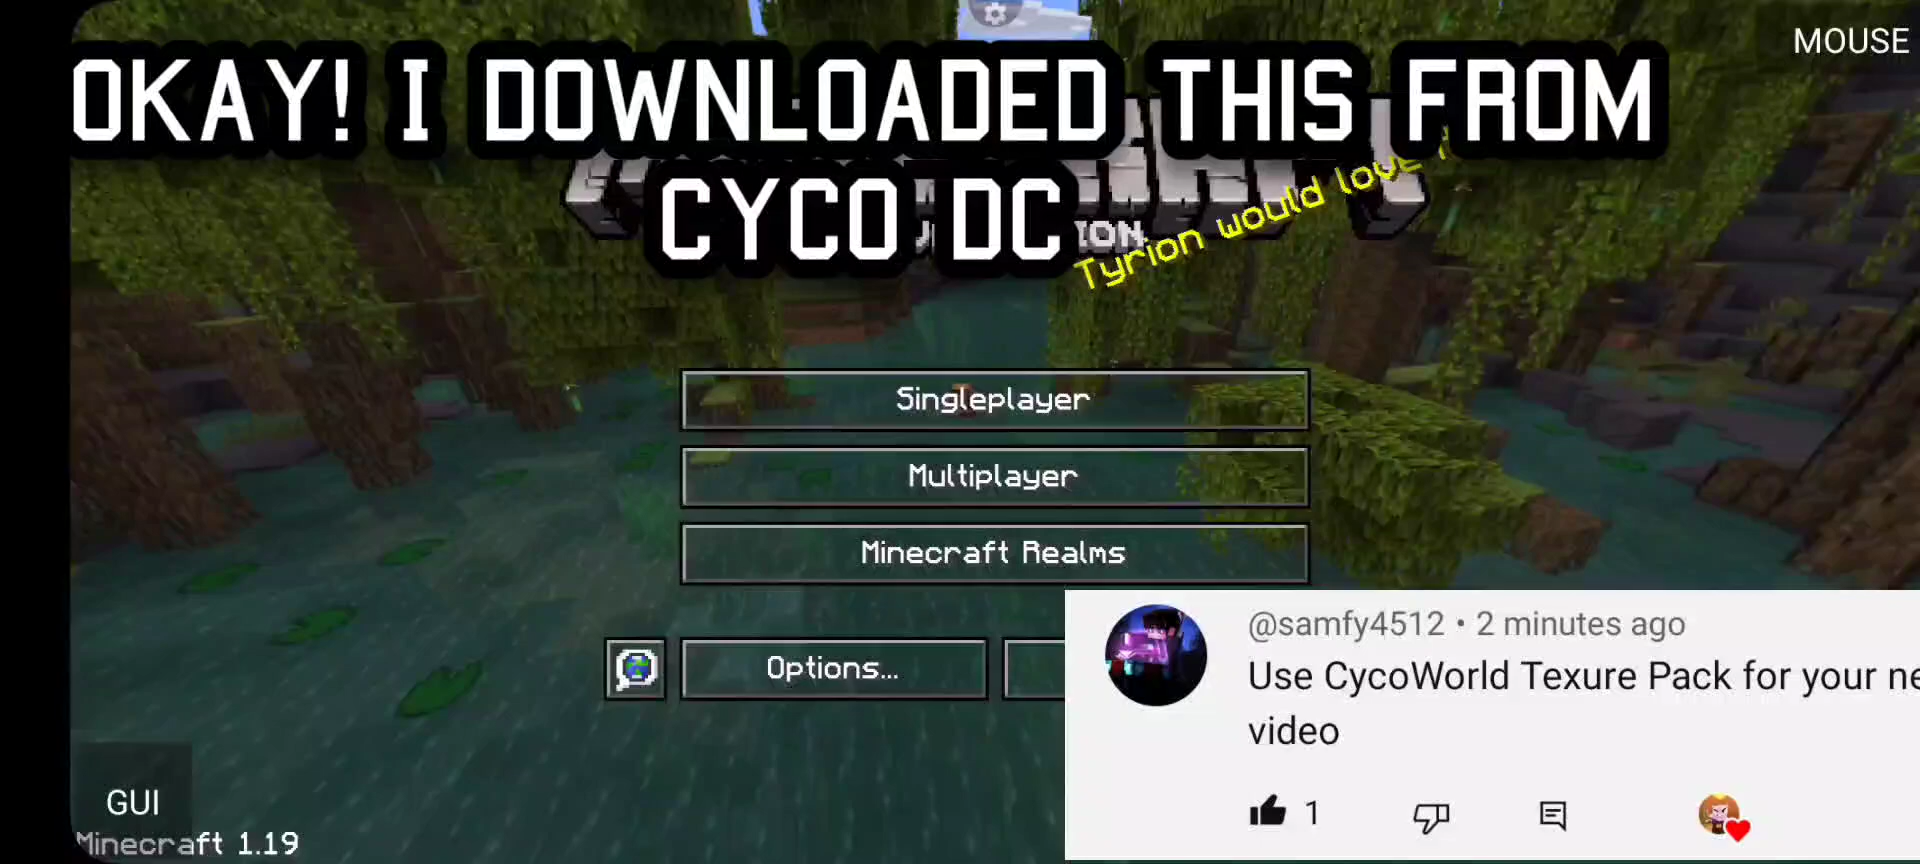 MOUSE
OKAY! I DOWNLOADED THIS FROM
CYCO DC
Tyrion would love
Singleplayer
Multiplayer
Minecraft Realms
Options...
@samfy4512 • 2 minutes ago
Use CycoWorld Texure Pack for your
video
1
GUI
Minecraft 1.19